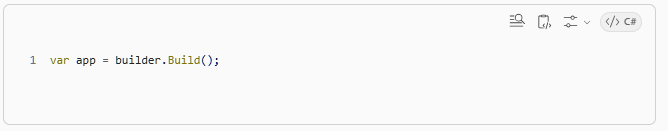 </> C#
1 var app = builder.Build();